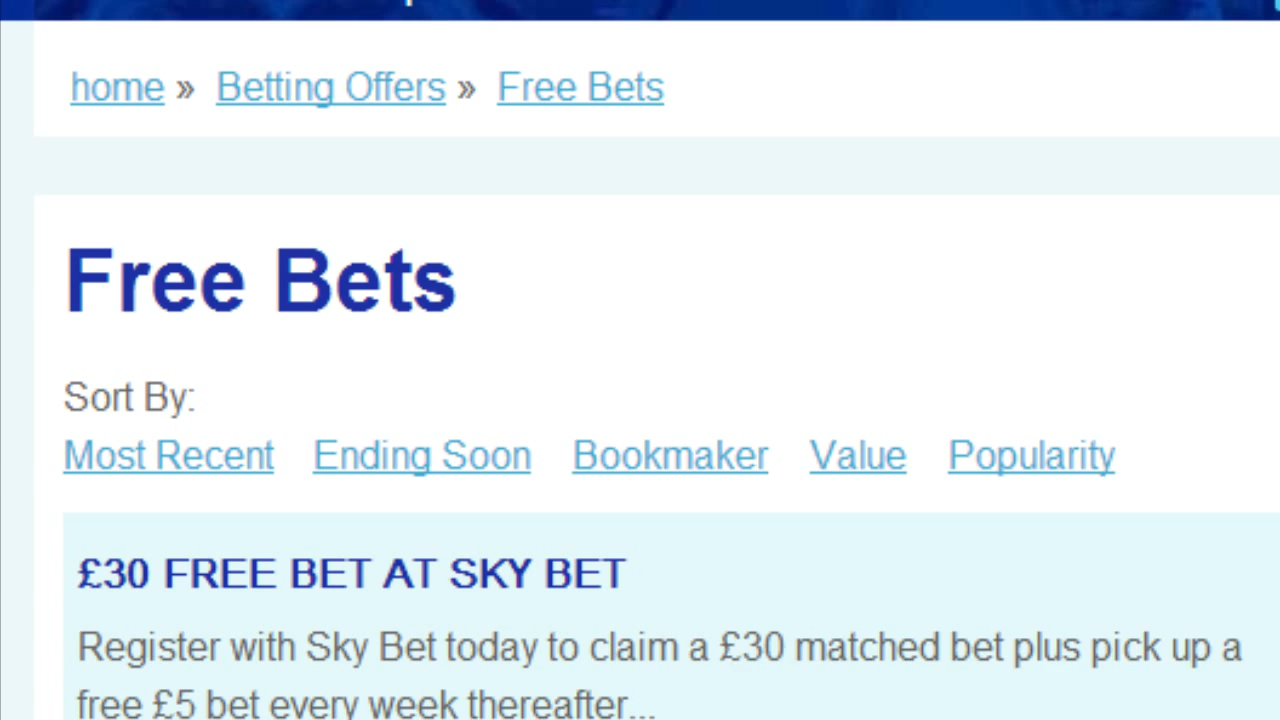 home » Betting Offers » Free Bets
Free Bets
Sort By:
Most Recent Ending Soon Bookmaker Value Popularity
£30 FREE BET AT SKY BET
Register with Sky Bet today to claim a £30 matched bet plus pick up a
free £5 bet every week thereafter...